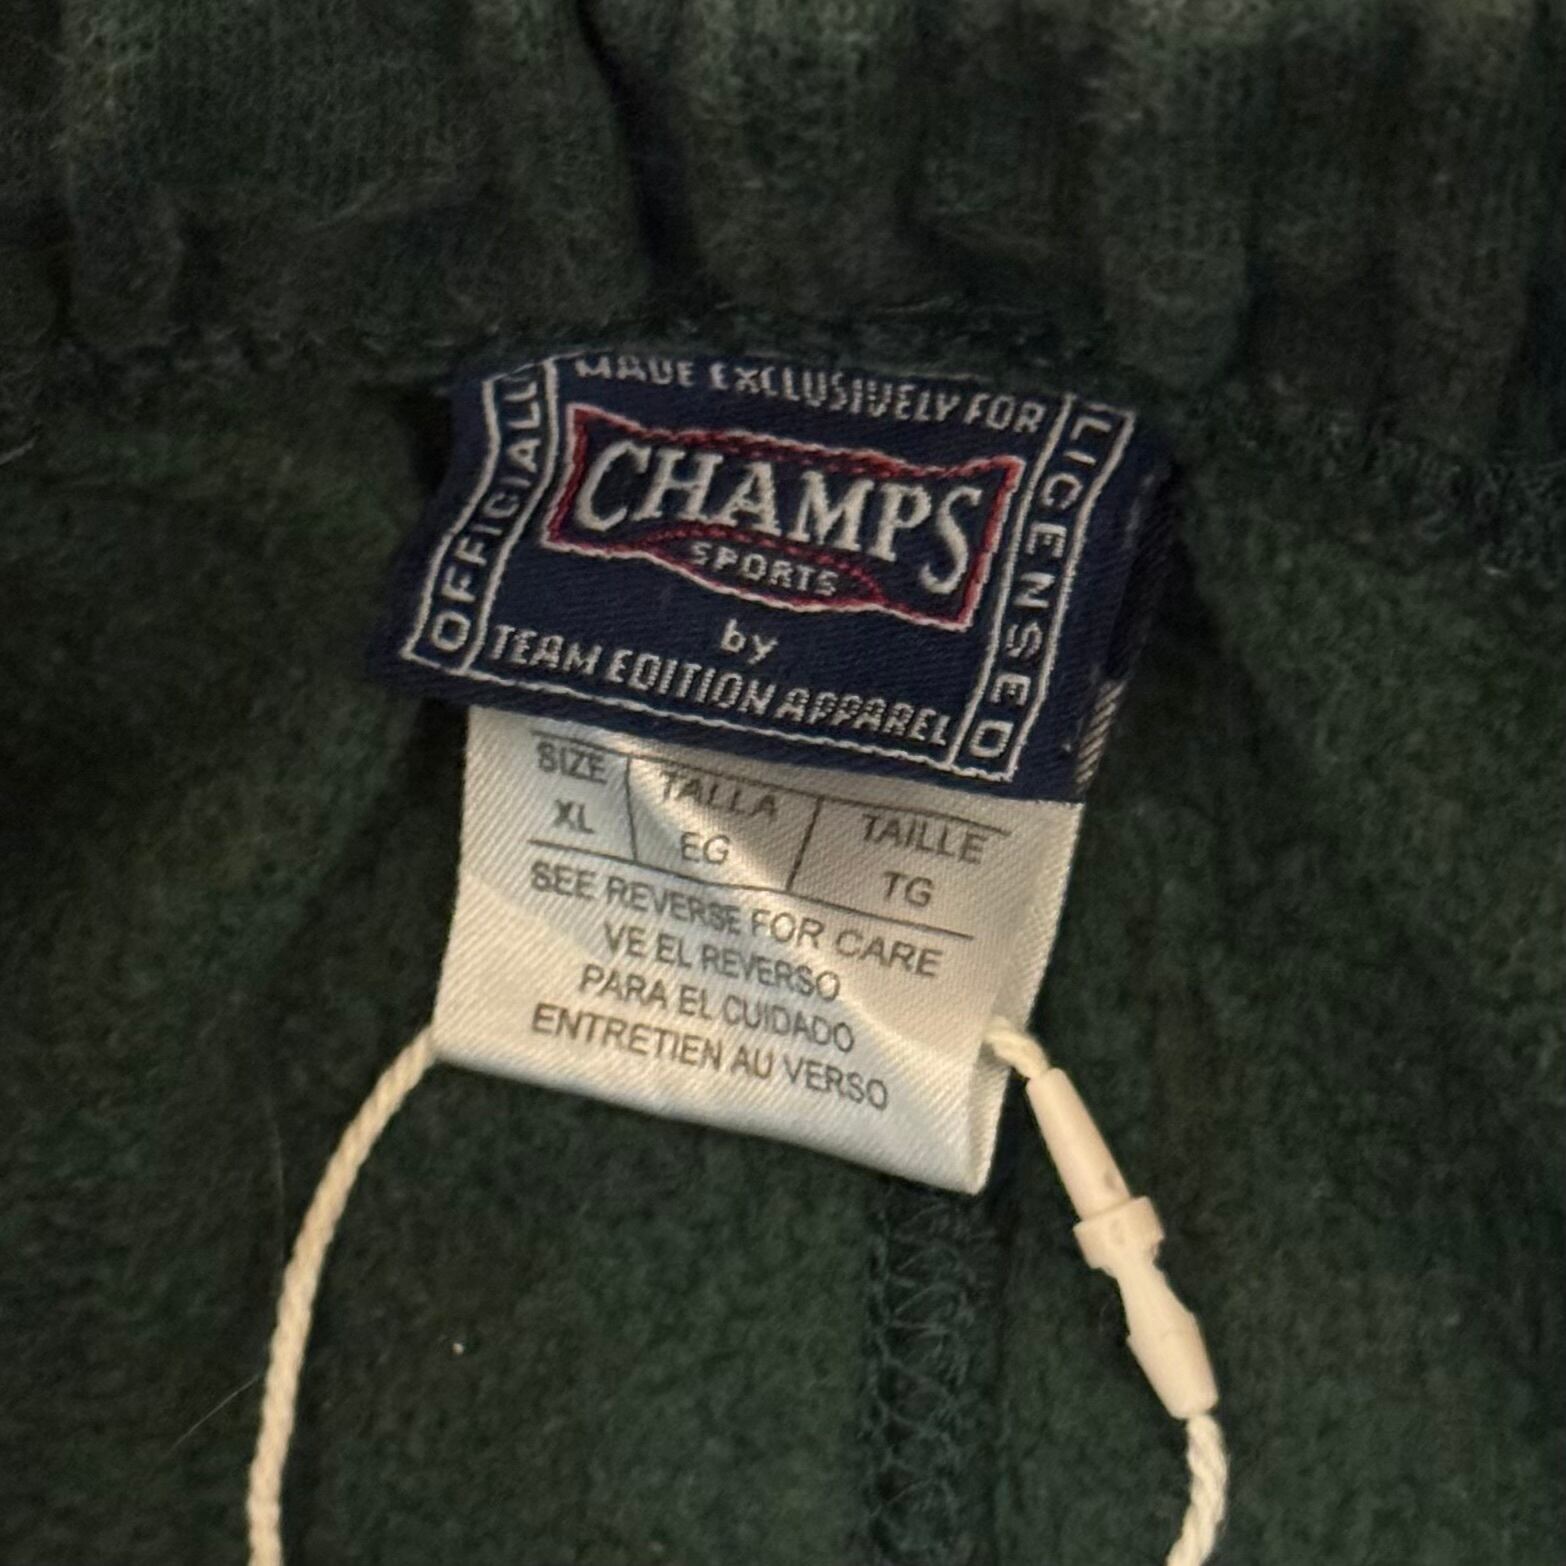 MADE EXCLUSIVELY FOR
OFFICIALLY
CHAMPS
SPORTS
LICENSED
by
TEAM EDITION APPAREL
SIZE TALLA TAILLE
XL EG TG
SEE REVERSE FOR CARE
VE EL REVERSO
PARA EL CUIDADO
ENTRETIEN AU VERSO